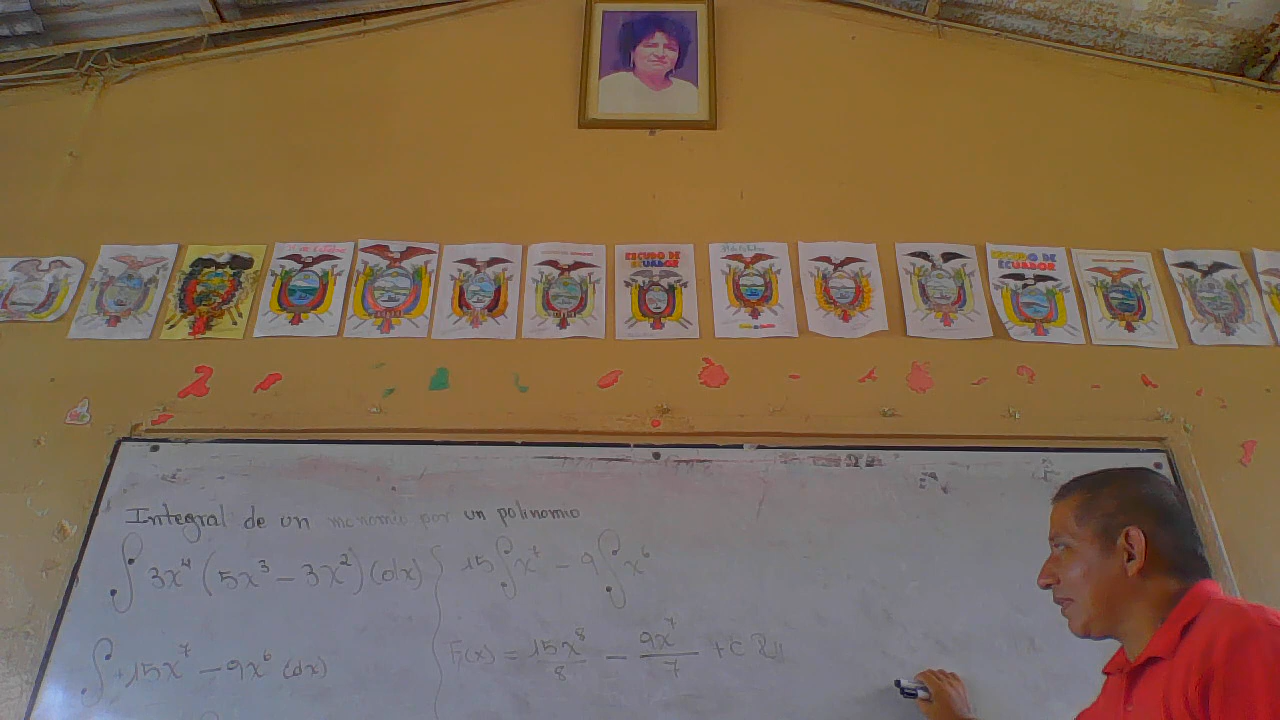 ESCUDO DE
ECUADOR
ESCUDO DE
ECUADOR
Integral de un monomio por un polinomio
∫ 3x⁴ (5x³ − 3x²) (dx)
∫ +15x⁷ − 9x⁶ (dx)
15 ∫ x⁷ − 9 ∫ x⁶
F(x) = 15x⁸/8 − 9x⁷/7 + c R//